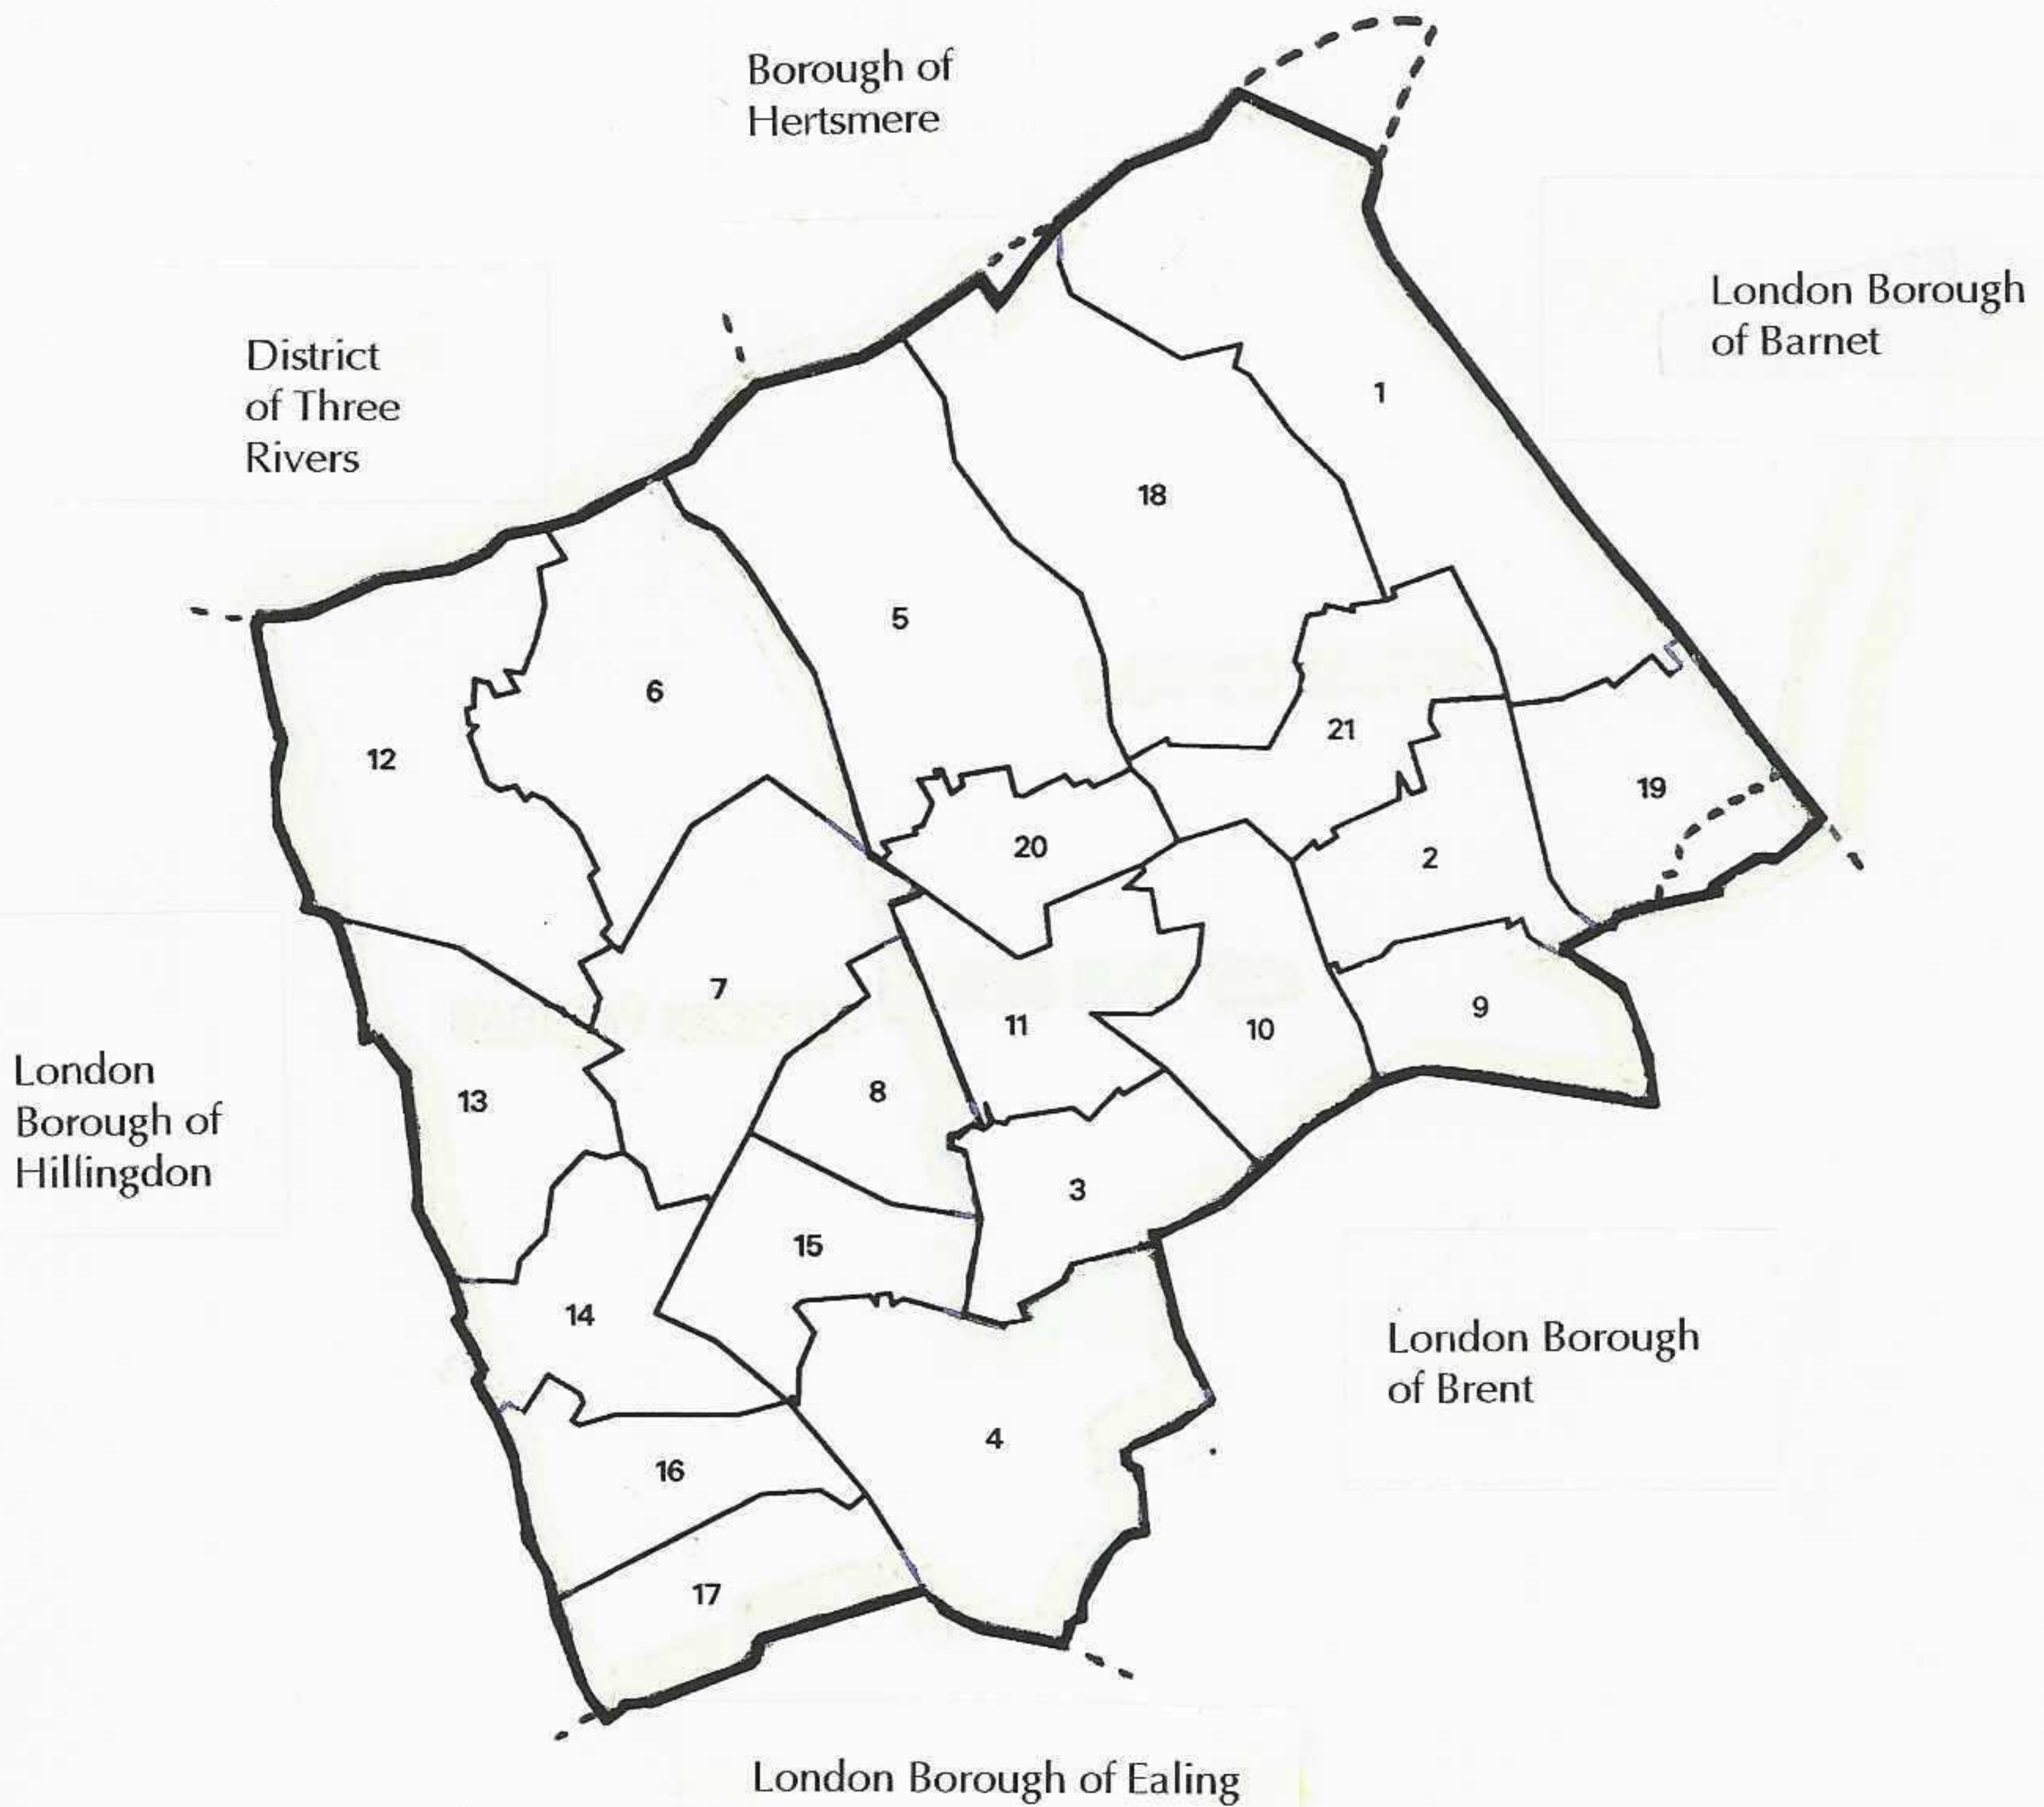 Borough of
Hertsmere
London Borough
of Barnet
District
of Three
Rivers
1
18
5
6
21
12
19
20
2
7
9
11
10
8
13
3
15
14
London
Borough of
Hillingdon
London Borough
of Brent
4
16
17
London Borough of Ealing